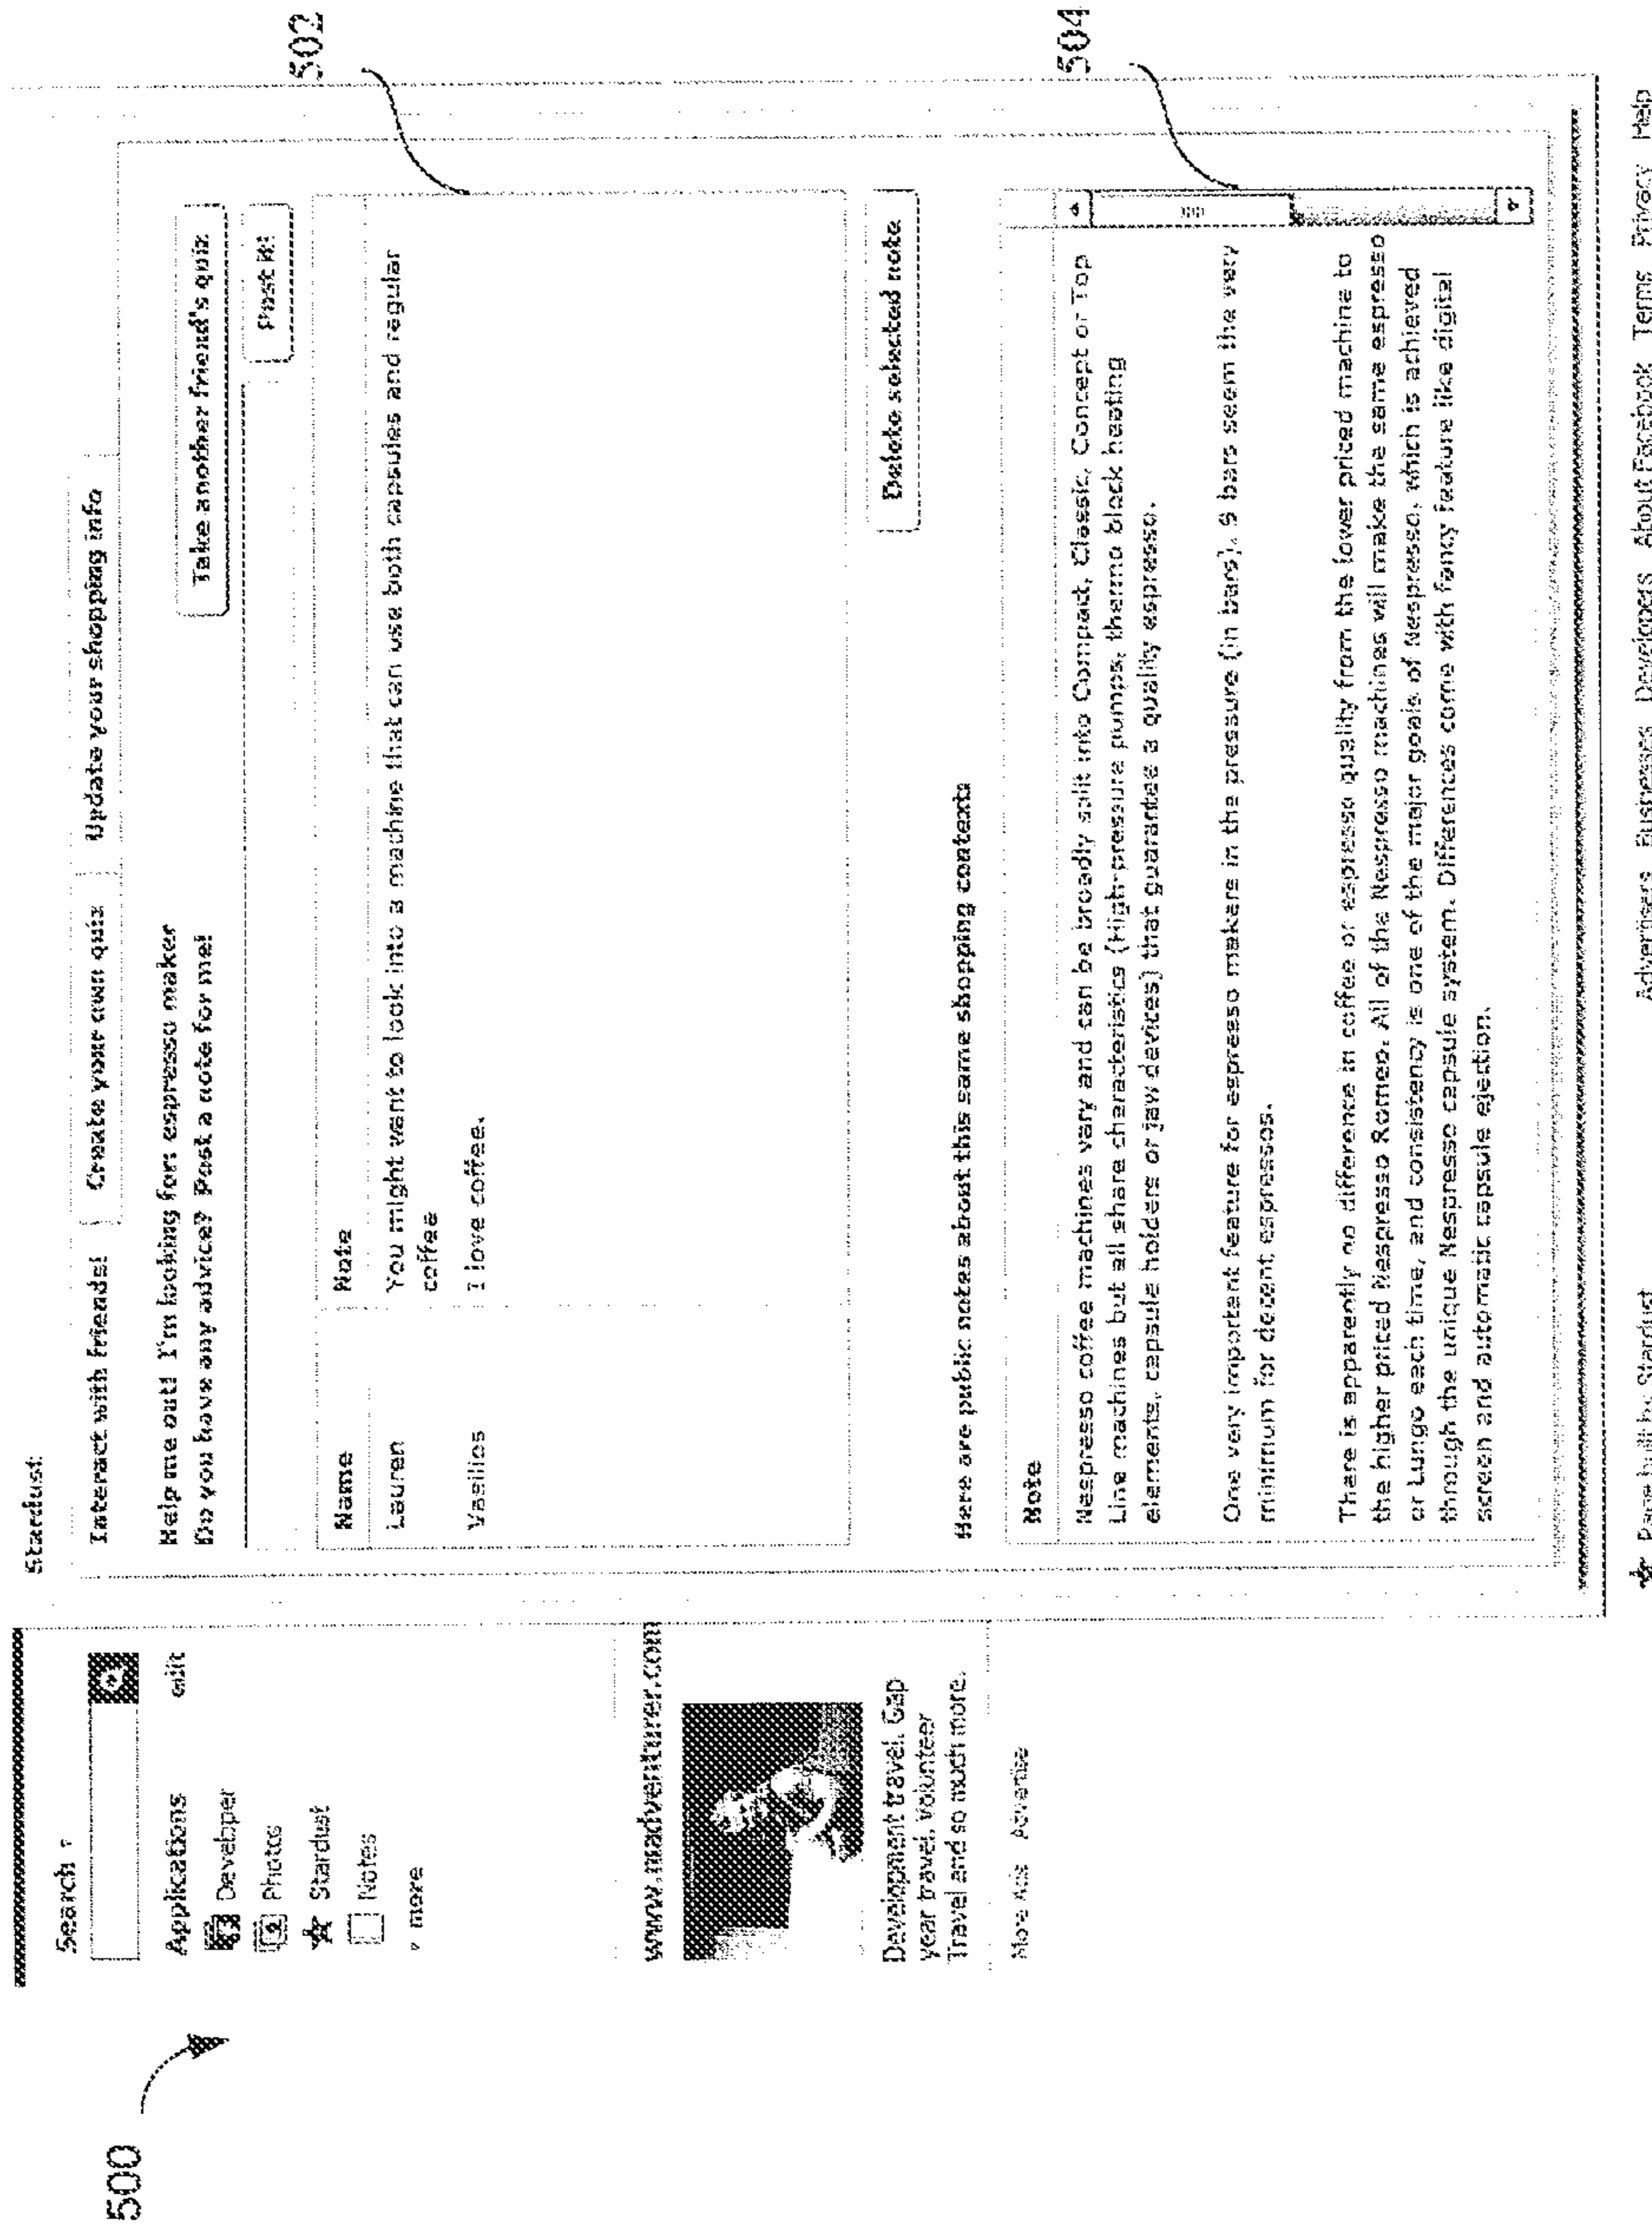 500
Search
Applications edit
Developer
Photos
Stardust
Notes
more
www.madventurer.com
Development travel. Gap
year travel. Volunteer
Travel and so much more.
More Ads Advertise
Stardust
Interact with friends! Create your own quiz Update your shopping info
Help me out! I'm looking for: espresso maker
Do you have any advice? Post a note for me!
Take another friend's quiz
Post it!
502
Name Note
Lauren You might want to look into a machine that can use both capsules and regular
coffee
Vasilios I love coffee.
Delete selected note
Here are public notes about this same shopping context:
504
Note
Nespresso coffee machines vary and can be broadly split into Compact, Classic, Concept or Top
Line machines but all share characteristics (High-pressure pumps, thermo block heating
elements, capsule holders or jaw devices) that guarantee a quality espresso.
One very important feature for espresso makers in the pressure (in bars). 9 bars seem the very
minimum for decent espressos.
There is apparently no difference in coffee or espresso quality from the lower priced machine to
the higher priced Nespresso Romeo. All of the Nespresso machines will make the same espresso
or Lungo each time, and consistency is one of the major goals of Nespresso, which is achieved
through the unique Nespresso capsule system. Differences come with fancy feature like digital
screen and automatic capsule ejection.
Page built by Stardust Advertisers Businesses Developers About Facebook Terms Privacy Help